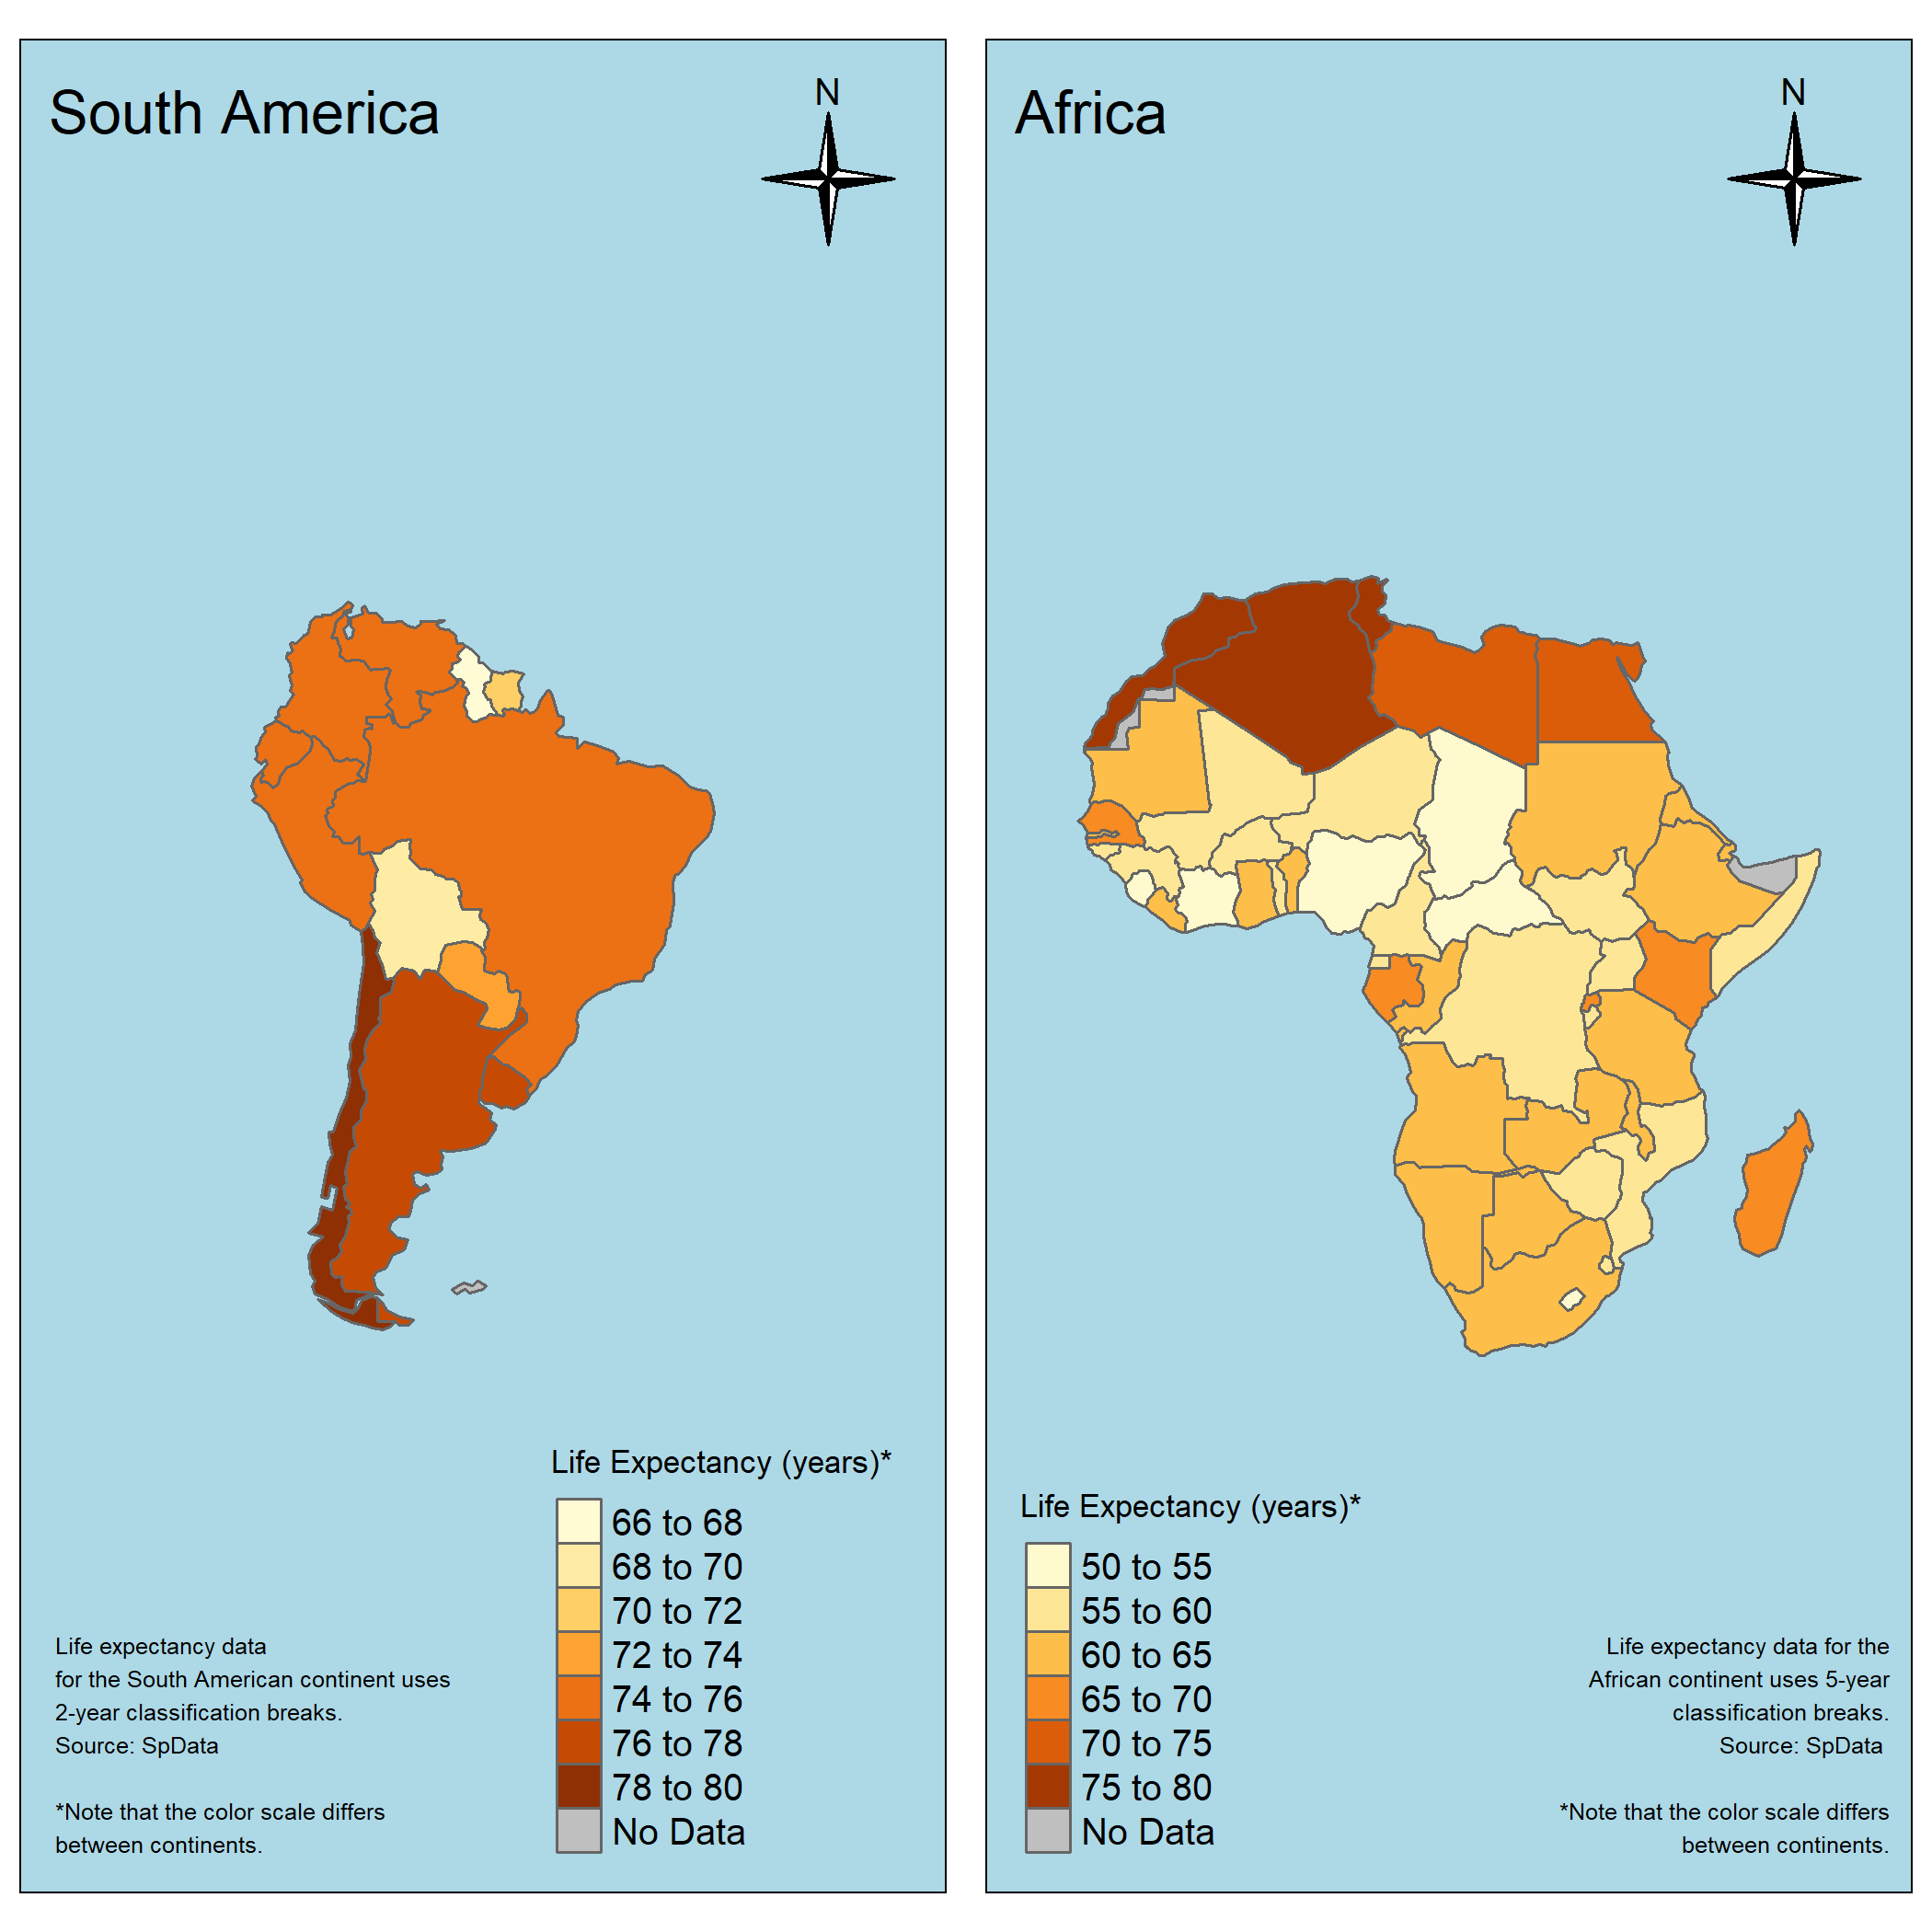 South America
N
Life Expectancy (years)*
66 to 68
68 to 70
70 to 72
72 to 74
74 to 76
76 to 78
78 to 80
No Data
Life expectancy data
for the South American continent uses
2-year classification breaks.
Source: SpData
*Note that the color scale differs
between continents.
Africa
N
Life Expectancy (years)*
50 to 55
55 to 60
60 to 65
65 to 70
70 to 75
75 to 80
No Data
Life expectancy data for the
African continent uses 5-year
classification breaks.
Source: SpData
*Note that the color scale differs
between continents.